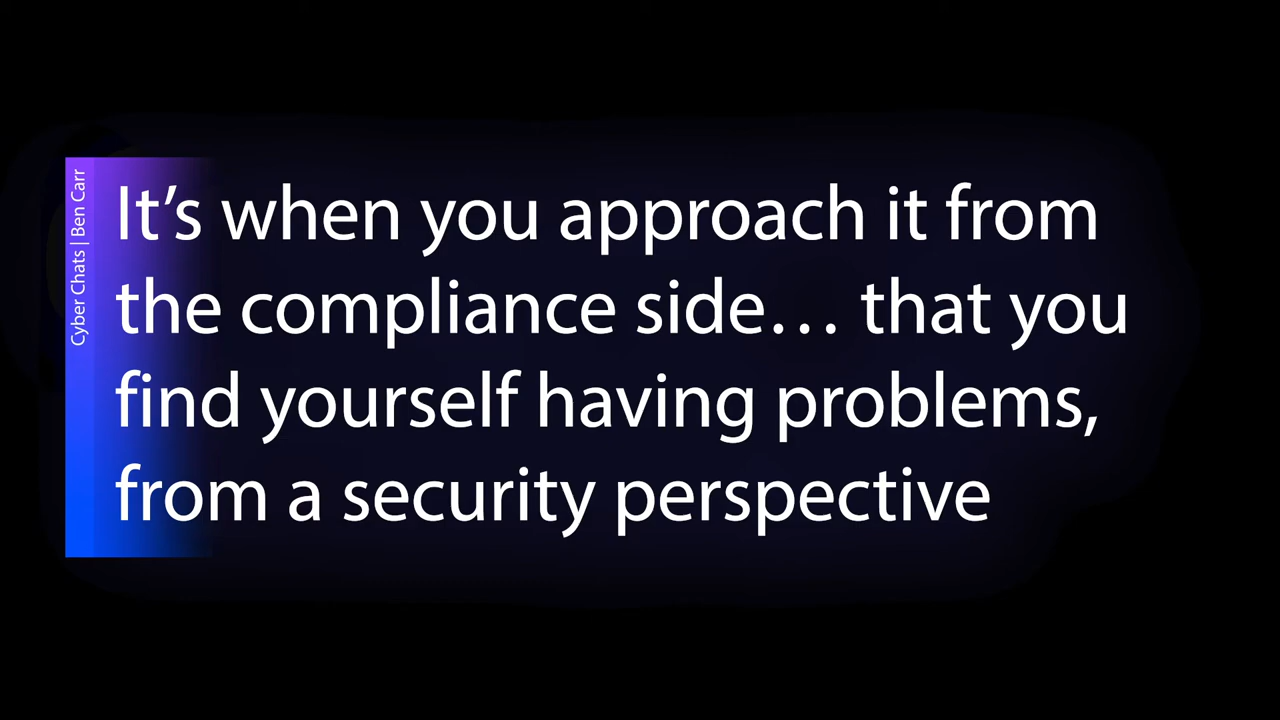 Cyber Chats | Ben Carr
It’s when you approach it from
the compliance side… that you
find yourself having problems,
from a security perspective